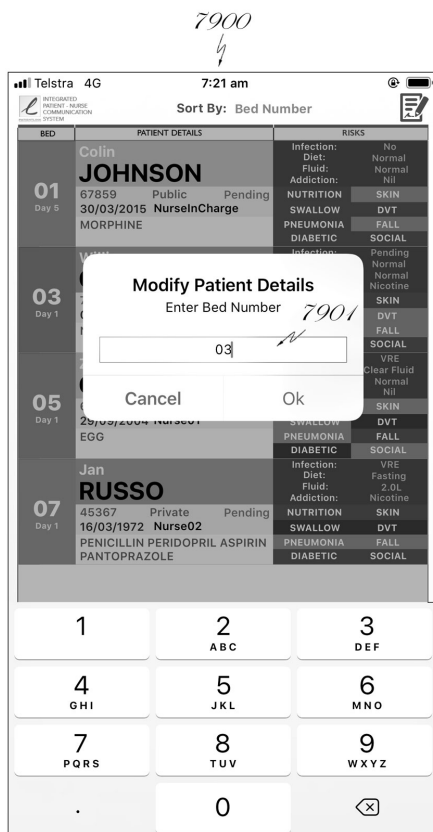 7900
Telstra 4G 7:21 am
INTEGRATED
PATIENT - NURSE
COMMUNICATION
SYSTEM
Sort By: Bed Number
BED PATIENT DETAILS RISKS
01
Day 5
Colin
JOHNSON
67859 Public Pending
30/03/2015 NurseInCharge
MORPHINE
Infection: No
Diet: Normal
Fluid: Normal
Addiction: Nil
NUTRITION SKIN
SWALLOW DVT
PNEUMONIA FALL
DIABETIC SOCIAL
03
Day 1
Infection: Pending
Normal
Normal
Nicotine
SKIN
DVT
FALL
SOCIAL
Modify Patient Details
Enter Bed Number
7901
03
Cancel Ok
05
Day 1
29/09/2004 Nurse01
EGG
VRE
Clear Fluid
Normal
Nil
SKIN
SWALLOW DVT
PNEUMONIA FALL
DIABETIC SOCIAL
07
Day 1
Jan
RUSSO
45367 Private Pending
16/03/1972 Nurse02
PENICILLIN PERIDOPRIL ASPIRIN
PANTOPRAZOLE
Infection: VRE
Diet: Fasting
Fluid: 2.0L
Addiction: Nicotine
NUTRITION SKIN
SWALLOW DVT
PNEUMONIA FALL
DIABETIC SOCIAL
1 2 3
ABC DEF
4 5 6
GHI JKL MNO
7 8 9
PQRS TUV WXYZ
. 0